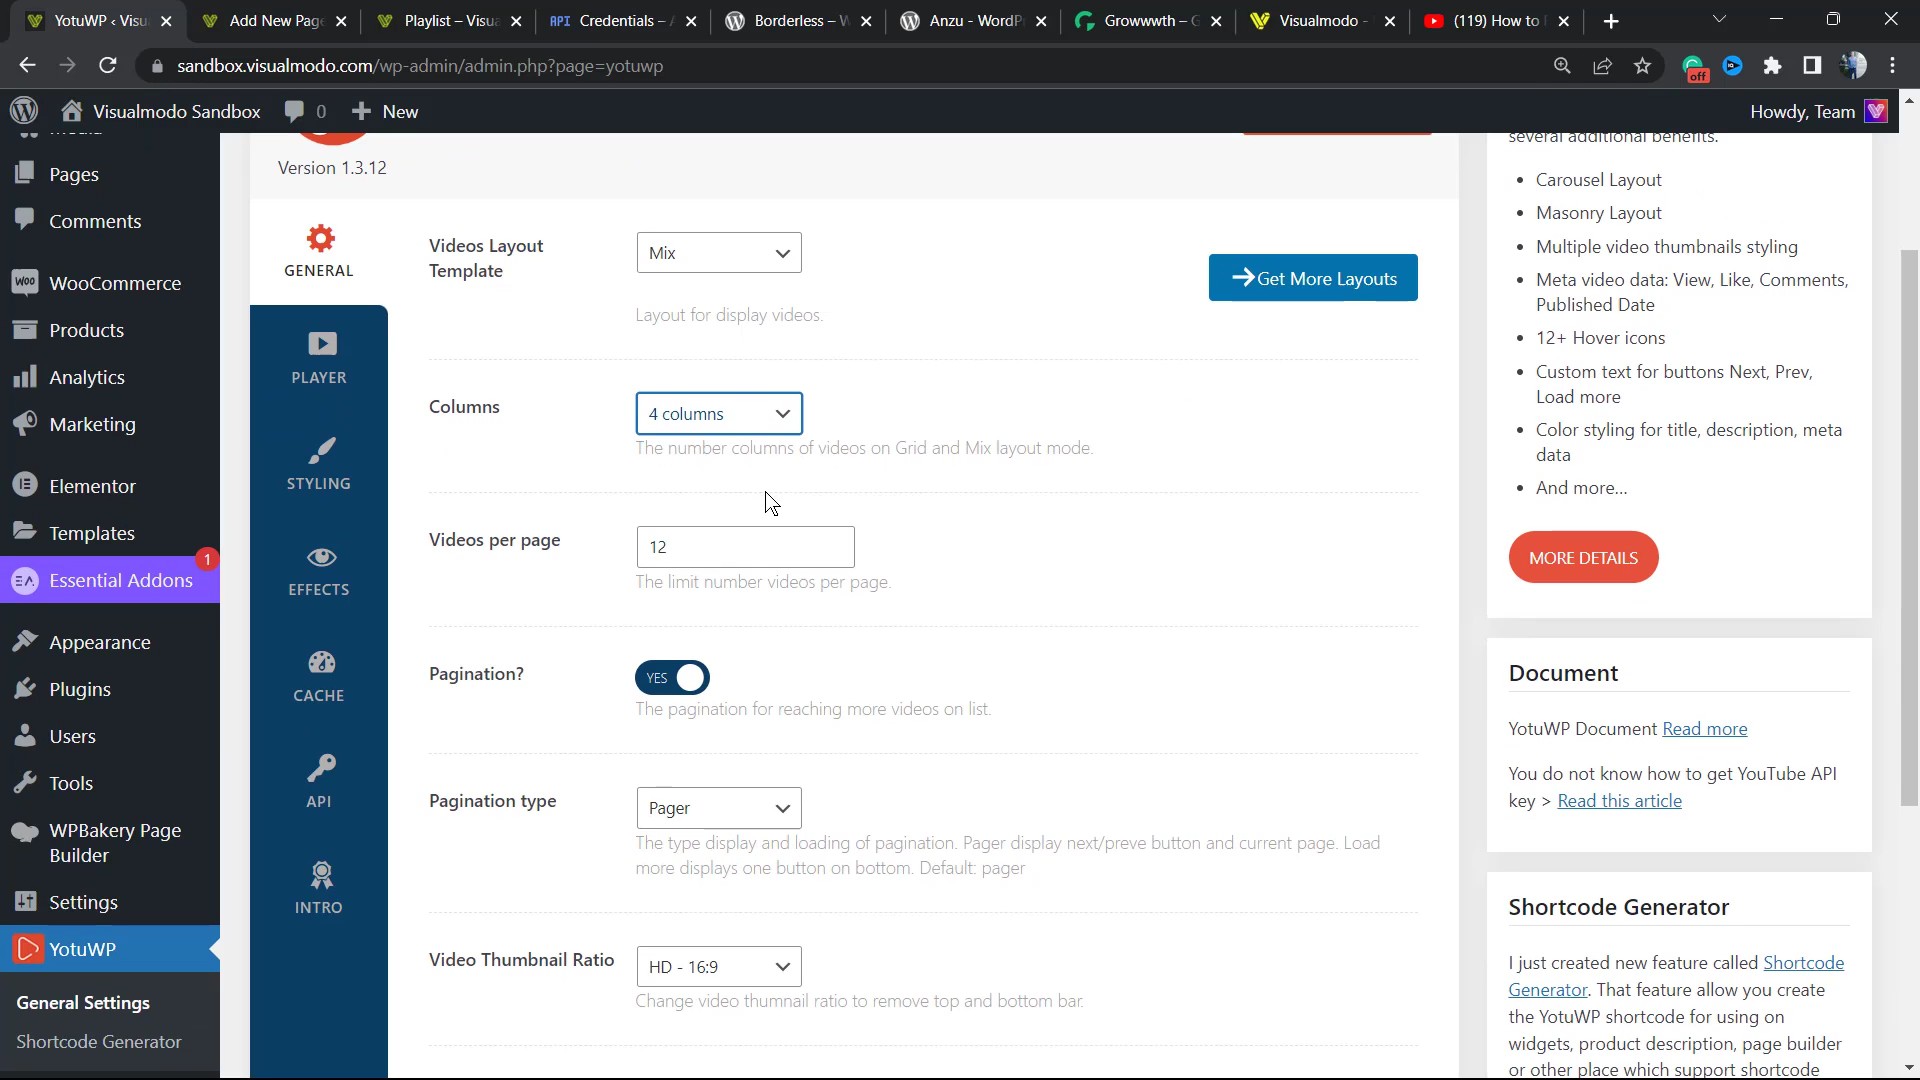 YotuWP ‹ Visu
Add New Page
Playlist – Visua
API Credentials – A
Borderless – W
Anzu - WordPr
Growwwth – G
Visualmodo -
(119) How to
sandbox.visualmodo.com/wp-admin/admin.php?page=yotuwp
off
Visualmodo Sandbox
0
New
Howdy, Team
Media
Pages
Comments
WooCommerce
Products
Analytics
Marketing
Elementor
Templates
Essential Addons
1
Appearance
Plugins
Users
Tools
WPBakery Page
Builder
Settings
YotuWP
General Settings
Shortcode Generator
Version 1.3.12
GENERAL
PLAYER
STYLING
EFFECTS
CACHE
API
INTRO
Videos Layout
Template
Mix
Layout for display videos.
Get More Layouts
Columns
4 columns
The number columns of videos on Grid and Mix layout mode.
Videos per page
12
The limit number videos per page.
Pagination?
YES
The pagination for reaching more videos on list.
Pagination type
Pager
The type display and loading of pagination. Pager display next/preve button and current page. Load
more displays one button on bottom. Default: pager
Video Thumbnail Ratio
HD - 16:9
Change video thumnail ratio to remove top and bottom bar.
several additional benefits.
Carousel Layout
Masonry Layout
Multiple video thumbnails styling
Meta video data: View, Like, Comments,
Published Date
12+ Hover icons
Custom text for buttons Next, Prev,
Load more
Color styling for title, description, meta
data
And more...
MORE DETAILS
Document
YotuWP Document Read more
You do not know how to get YouTube API
key > Read this article
Shortcode Generator
I just created new feature called Shortcode
Generator. That feature allow you create
the YotuWP shortcode for using on
widgets, product description, page builder
or other place which support shortcode